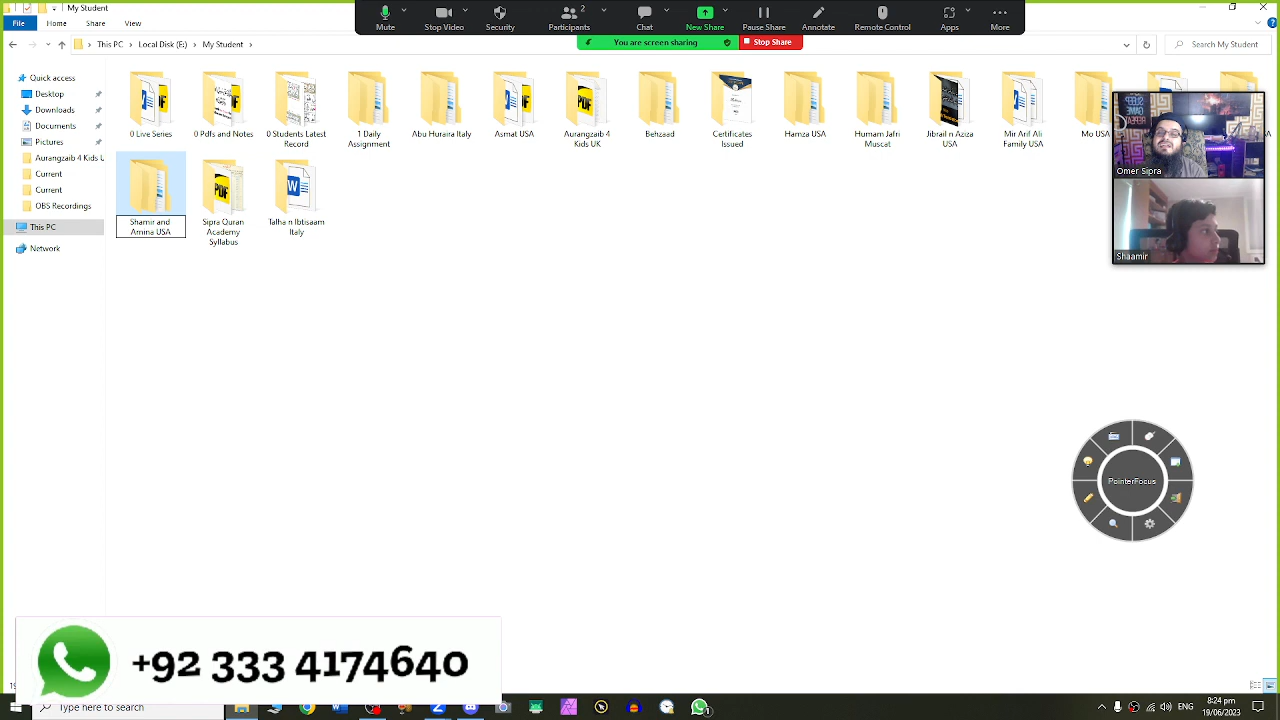 My Student
File
Home
Share
View
Mute
Stop Video
Security
Participants
2
Chat
New Share
Pause Share
Annotate
Remote Control
Apps
More
You are screen sharing
Stop Share
This PC > Local Disk (E:) > My Student >
Search My Student
Quick access
Desktop
Downloads
Documents
Pictures
Aurangzaib 4 Kids U
Current
Current
OBS Recordings
This PC
Network
0 Live Series
0 Pdfs and Notes
0 Students Latest
Record
1 Daily
Assignment
Abu Huraira Italy
Asmat USA
Aurangzaib 4
Kids UK
Behzaad
Certificates
Issued
Hamza USA
Humam Jafri
Muscat
Jibrail n Aziza
USA
Mir Arif Ali
Family USA
Mo USA
Shamir and
Amina USA
Sipra Quran
Academy
Syllabus
Talha n Ibtisaam
Italy
Omer Sipra
Shaamir
PointerFocus
+92 333 4174640
Type here to search
8:24 pm
19/06/2023